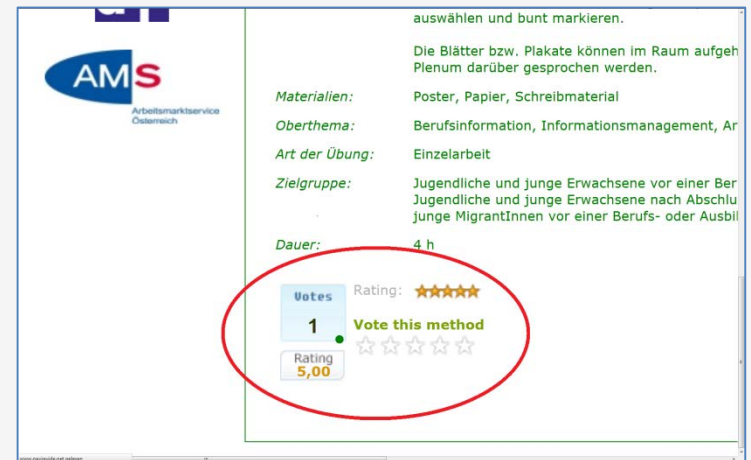 auswählen und bunt markieren.
Die Blätter bzw. Plakate können im Raum aufgeh
Plenum darüber gesprochen werden.
AMS
Arbeitsmarktservice
Österreich
Materialien: Poster, Papier, Schreibmaterial
Oberthema: Berufsinformation, Informationsmanagement, Ar
Art der Übung: Einzelarbeit
Zielgruppe: Jugendliche und junge Erwachsene vor einer Ber
Jugendliche und junge Erwachsene nach Abschlu
junge MigrantInnen vor einer Berufs- oder Ausbil
Dauer: 4 h
Votes
1
Rating
5,00
Rating:
Vote this method